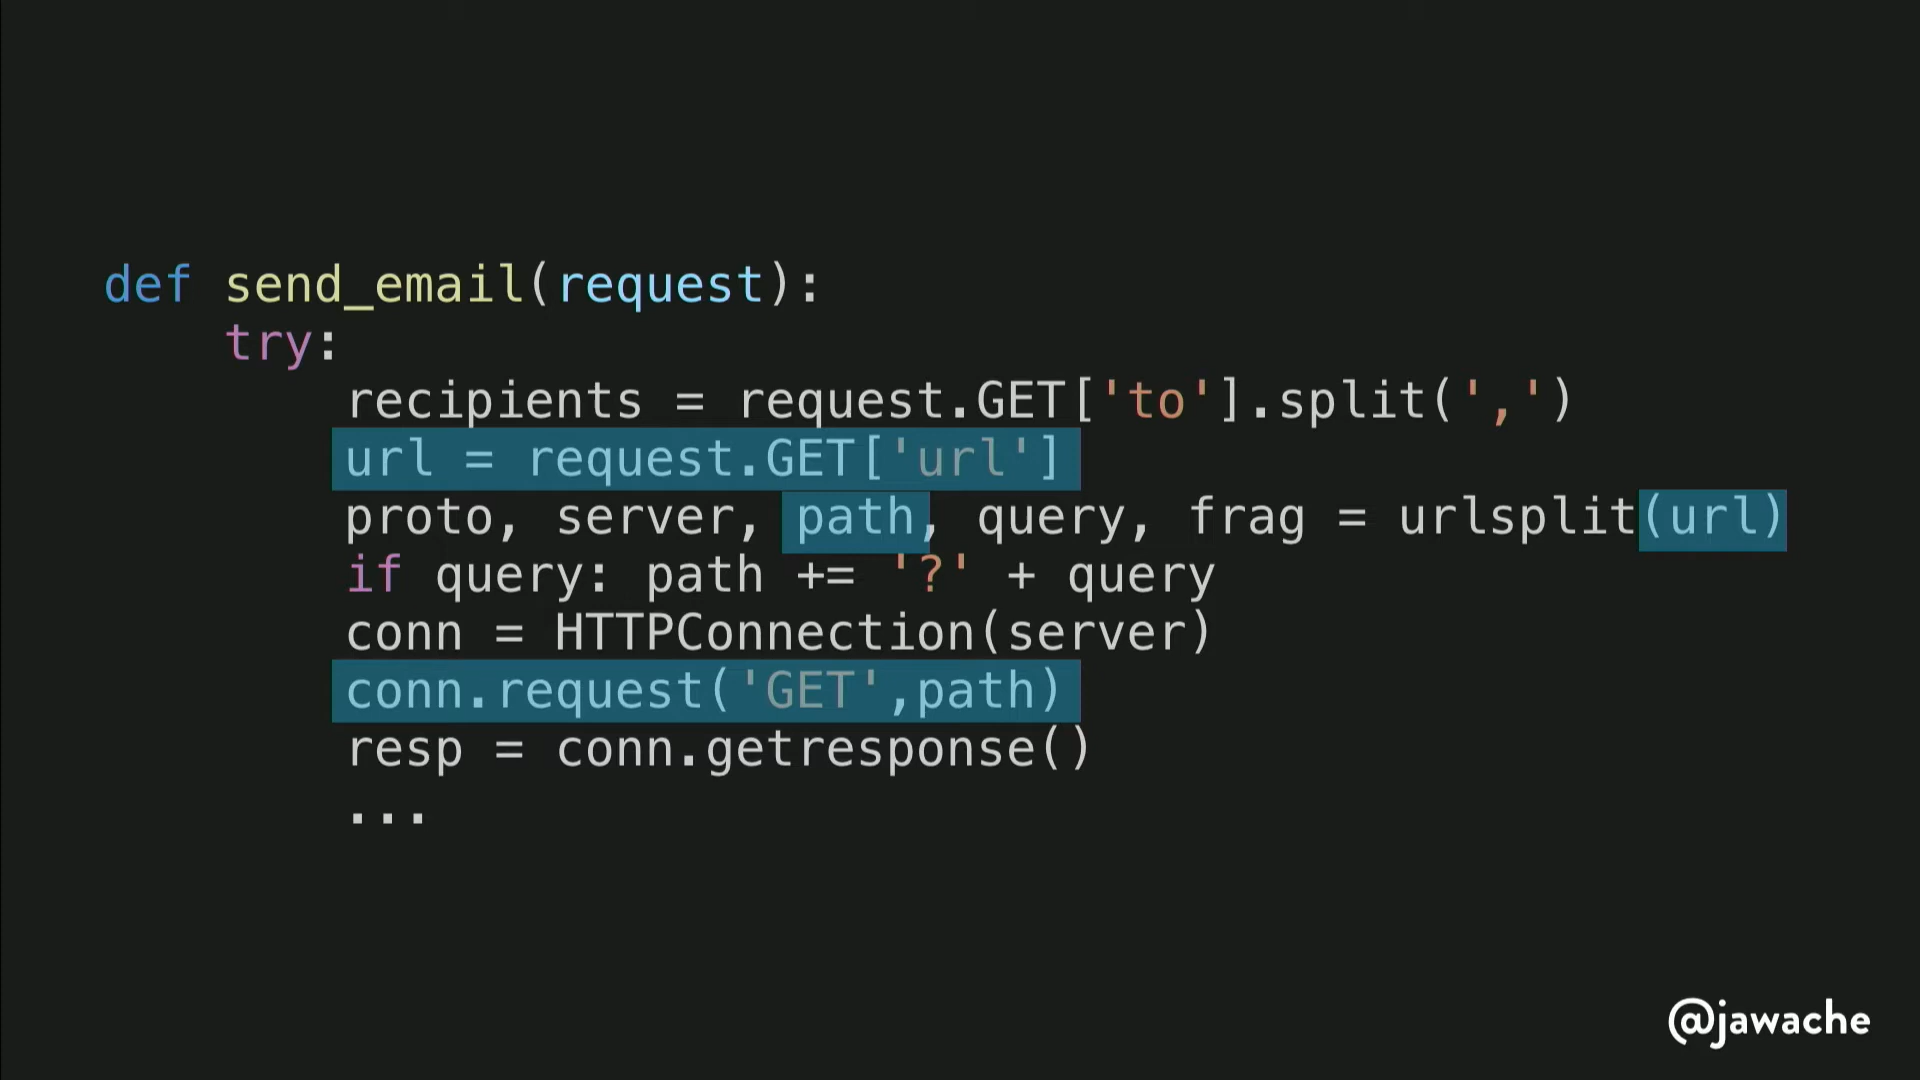 def send_email(request):
    try:
        recipients = request.GET['to'].split(',')
        url = request.GET['url']
        proto, server, path, query, frag = urlsplit(url)
        if query: path += '?' + query
        conn = HTTPConnection(server)
        conn.request('GET',path)
        resp = conn.getresponse()
        ...
@jawache